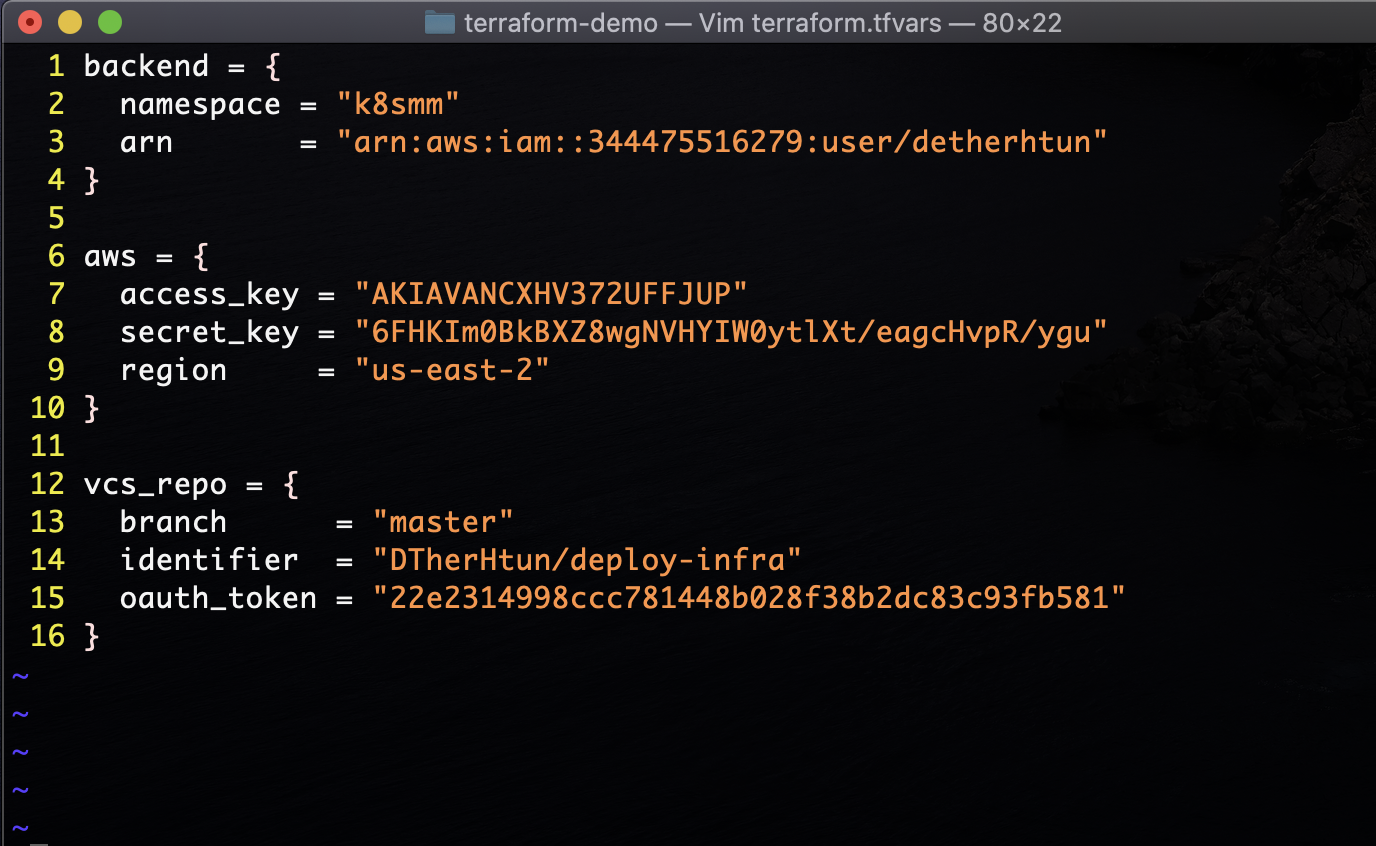 terraform-demo — Vim terraform.tfvars — 80×22
1 backend = {
2   namespace = "k8smm"
3   arn       = "arn:aws:iam::344475516279:user/detherhtun"
4 }
5
6 aws = {
7   access_key = "AKIAVANCXHV372UFFJUP"
8   secret_key = "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"
9   region     = "us-east-2"
10 }
11
12 vcs_repo = {
13   branch      = "master"
14   identifier  = "DTherHtun/deploy-infra"
15   oauth_token = "22e2314998ccc781448b028f38b2dc83c93fb581"
16 }
~
~
~
~
~